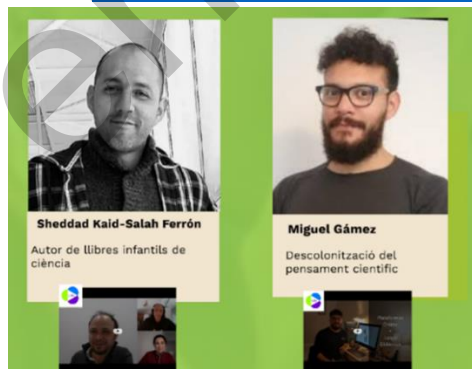 Sheddad Kaid-Salah Ferrón
Autor de llibres infantils de
ciència
Miguel Gámez
Descolonització del
pensament científic